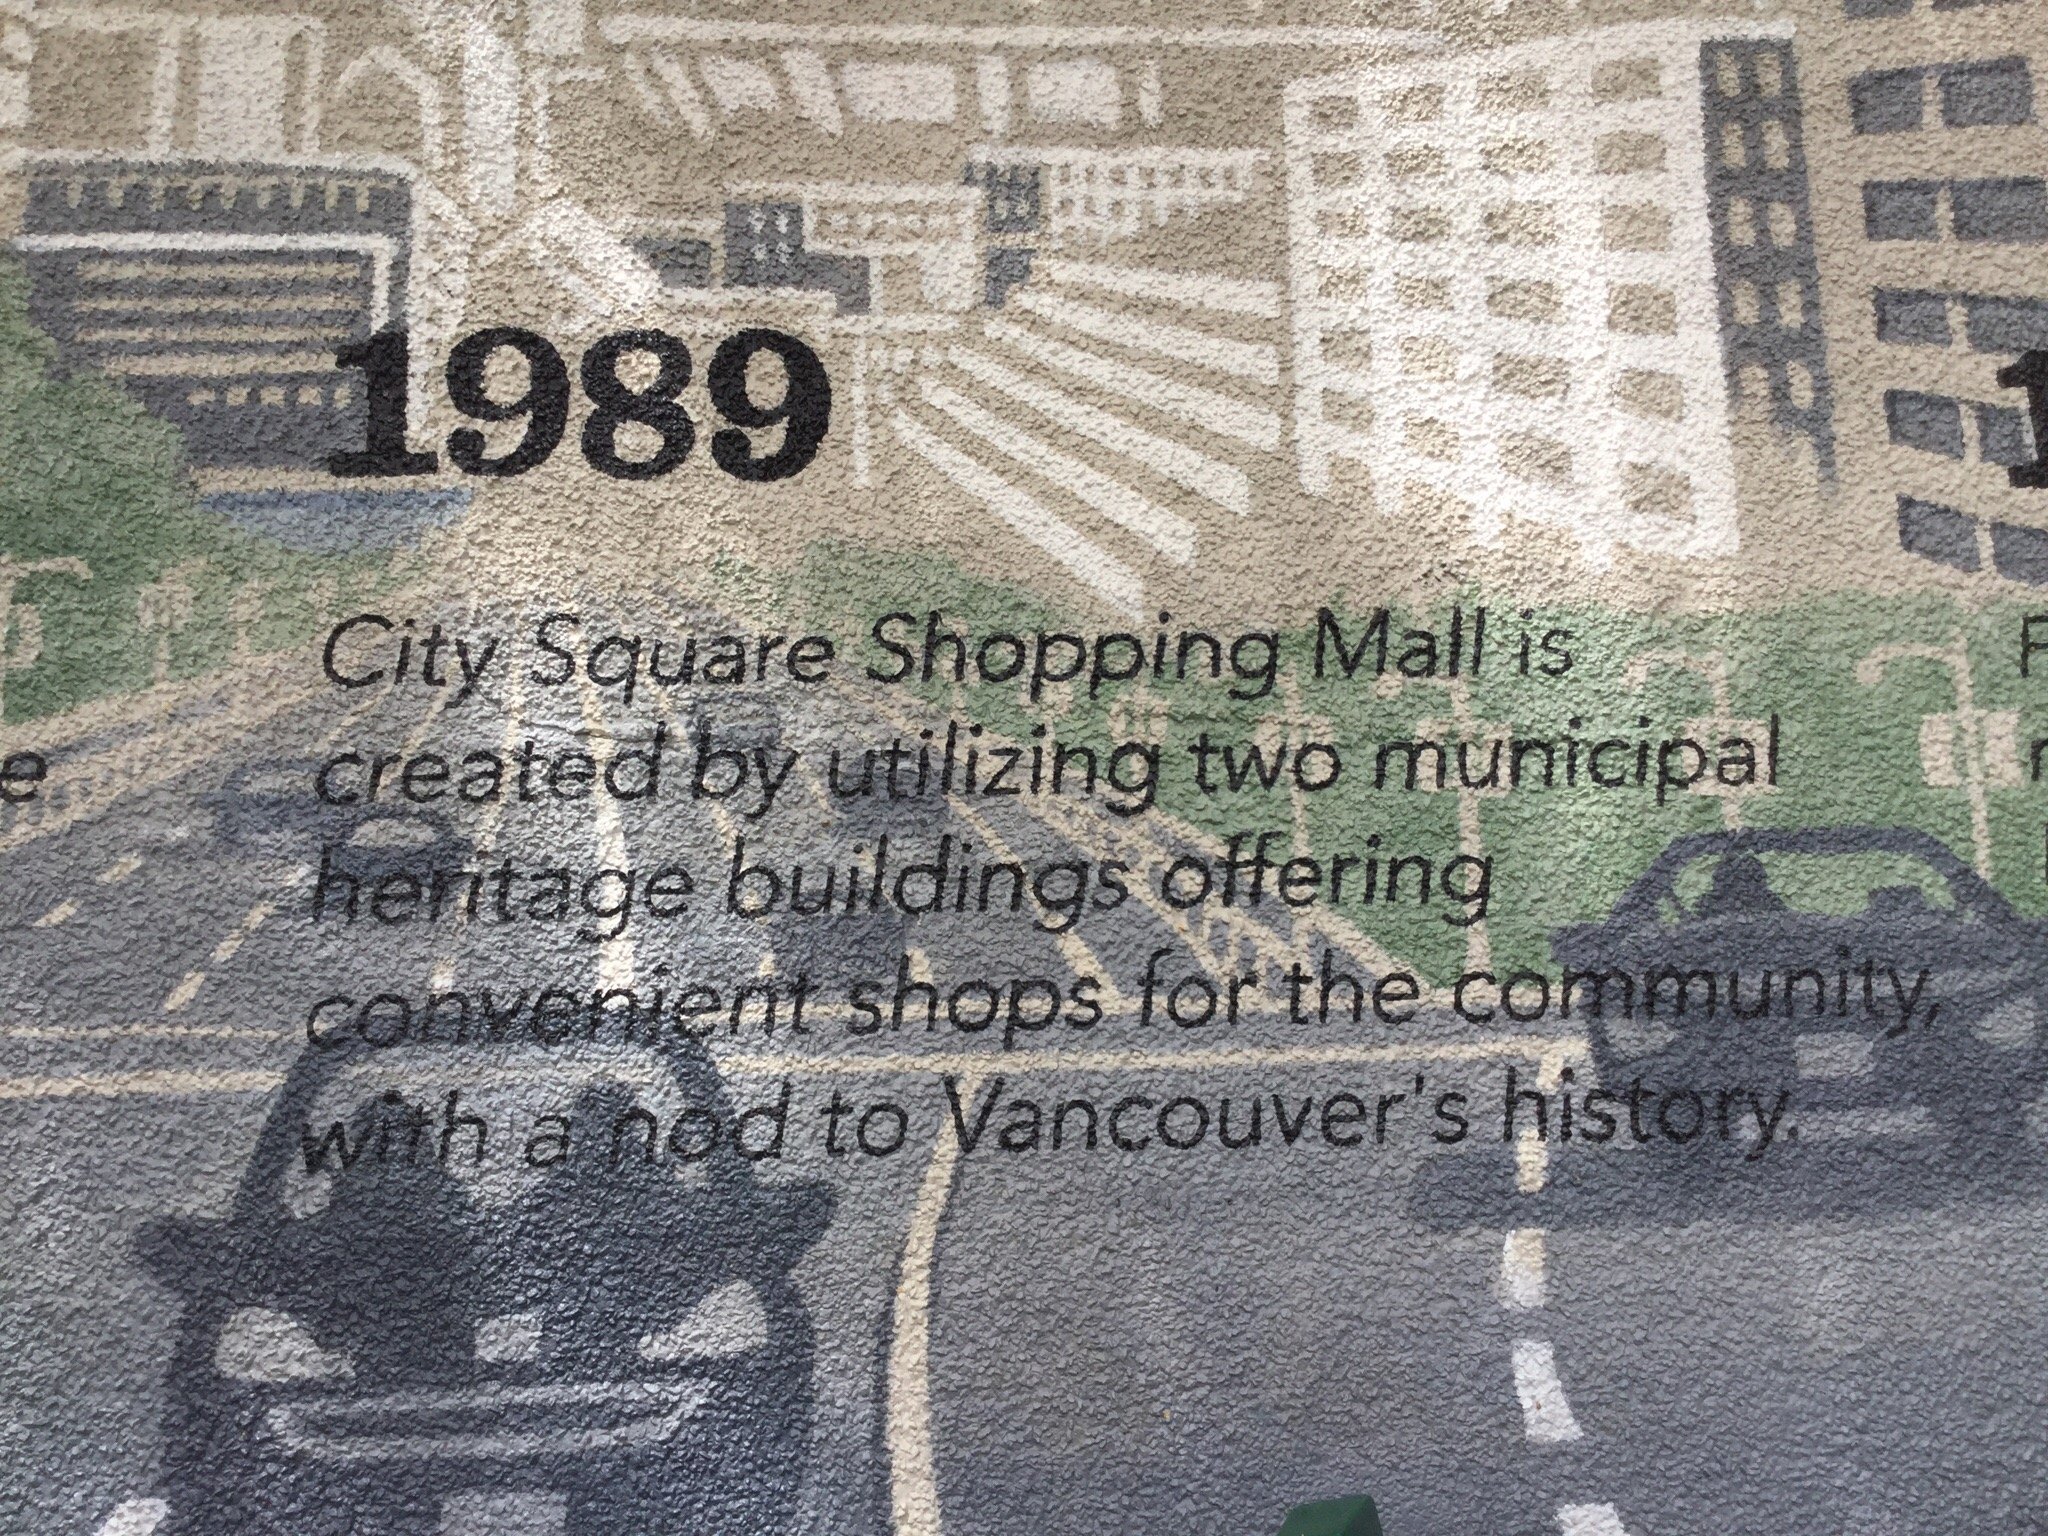 1989
City Square Shopping Mall is
created by utilizing two municipal
heritage buildings offering
convenient shops for the community,
with a nod to Vancouver's history.